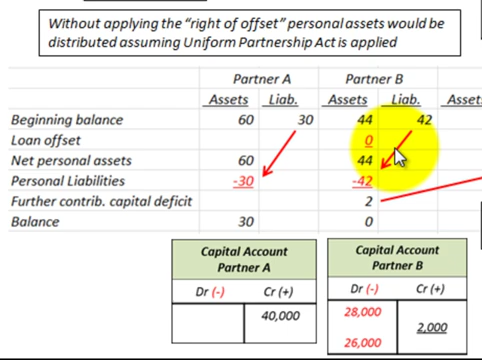 Without applying the “right of offset” personal assets would be
distributed assuming Uniform Partnership Act is applied
Partner A Partner B
Assets Liab. Assets Liab. Asset
Beginning balance 60 30 44 42
Loan offset 0
Net personal assets 60 44
Personal Liabilities -30 -42
Further contrib. capital deficit 2
Balance 30 0
Capital Account
Partner A
Dr (-) Cr (+)
40,000
Capital Account
Partner B
Dr (-) Cr (+)
28,000
2,000
26,000